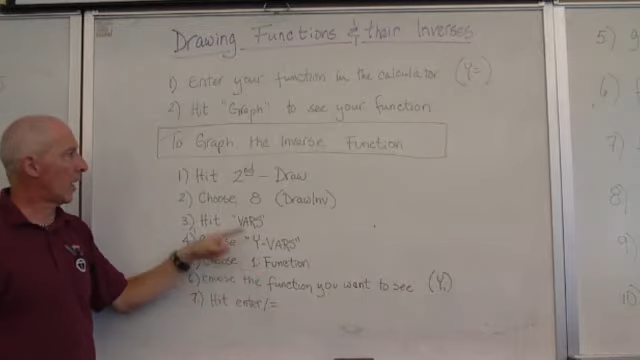 Drawing Functions & their Inverses
1) Enter your function in the calculator (Y=)
2) Hit "Graph" to see your function
To Graph the Inverse Function
1) Hit 2nd - Draw
2) Choose 8 (DrawInv)
3) Hit "VARS"
4) "Y-VARS"
Choose 1: Function
6) Choose the function you want to see (Y1)
7) Hit enter/=
5) 9
6)
7)
8)
9)
10)